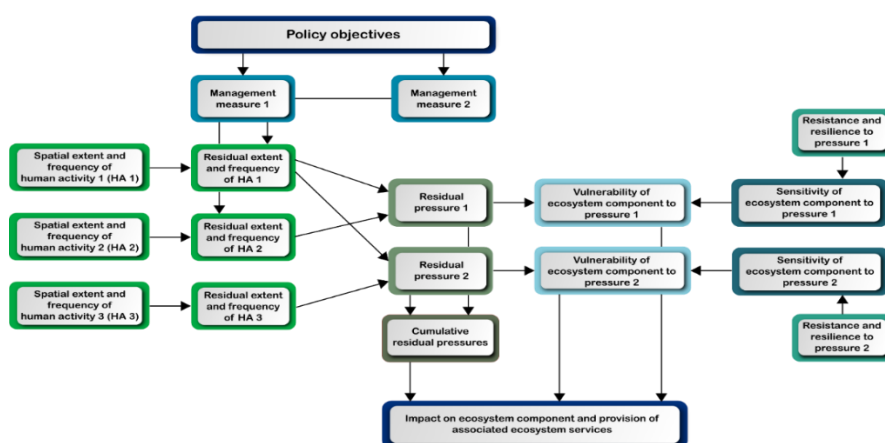 Policy objectives
Management
measure 1
Management
measure 2
Resistance and
resilience to
pressure 1
Spatial extent and
frequency of
human activity 1 (HA 1)
Residual extent
and frequency
of HA 1
Residual
pressure 1
Vulnerability of
ecosystem component to
pressure 1
Sensitivity of
ecosystem component to
pressure 1
Spatial extent and
frequency of
human activity 2 (HA 2)
Residual extent
and frequency
of HA 2
Residual
pressure 2
Vulnerability of
ecosystem component to
pressure 2
Sensitivity of
ecosystem component to
pressure 2
Spatial extent and
frequency of
human activity 3 (HA 3)
Residual extent
and frequency
of HA 3
Cumulative
residual pressures
Resistance and
resilience to
pressure 2
Impact on ecosystem component and provision of
associated ecosystem services